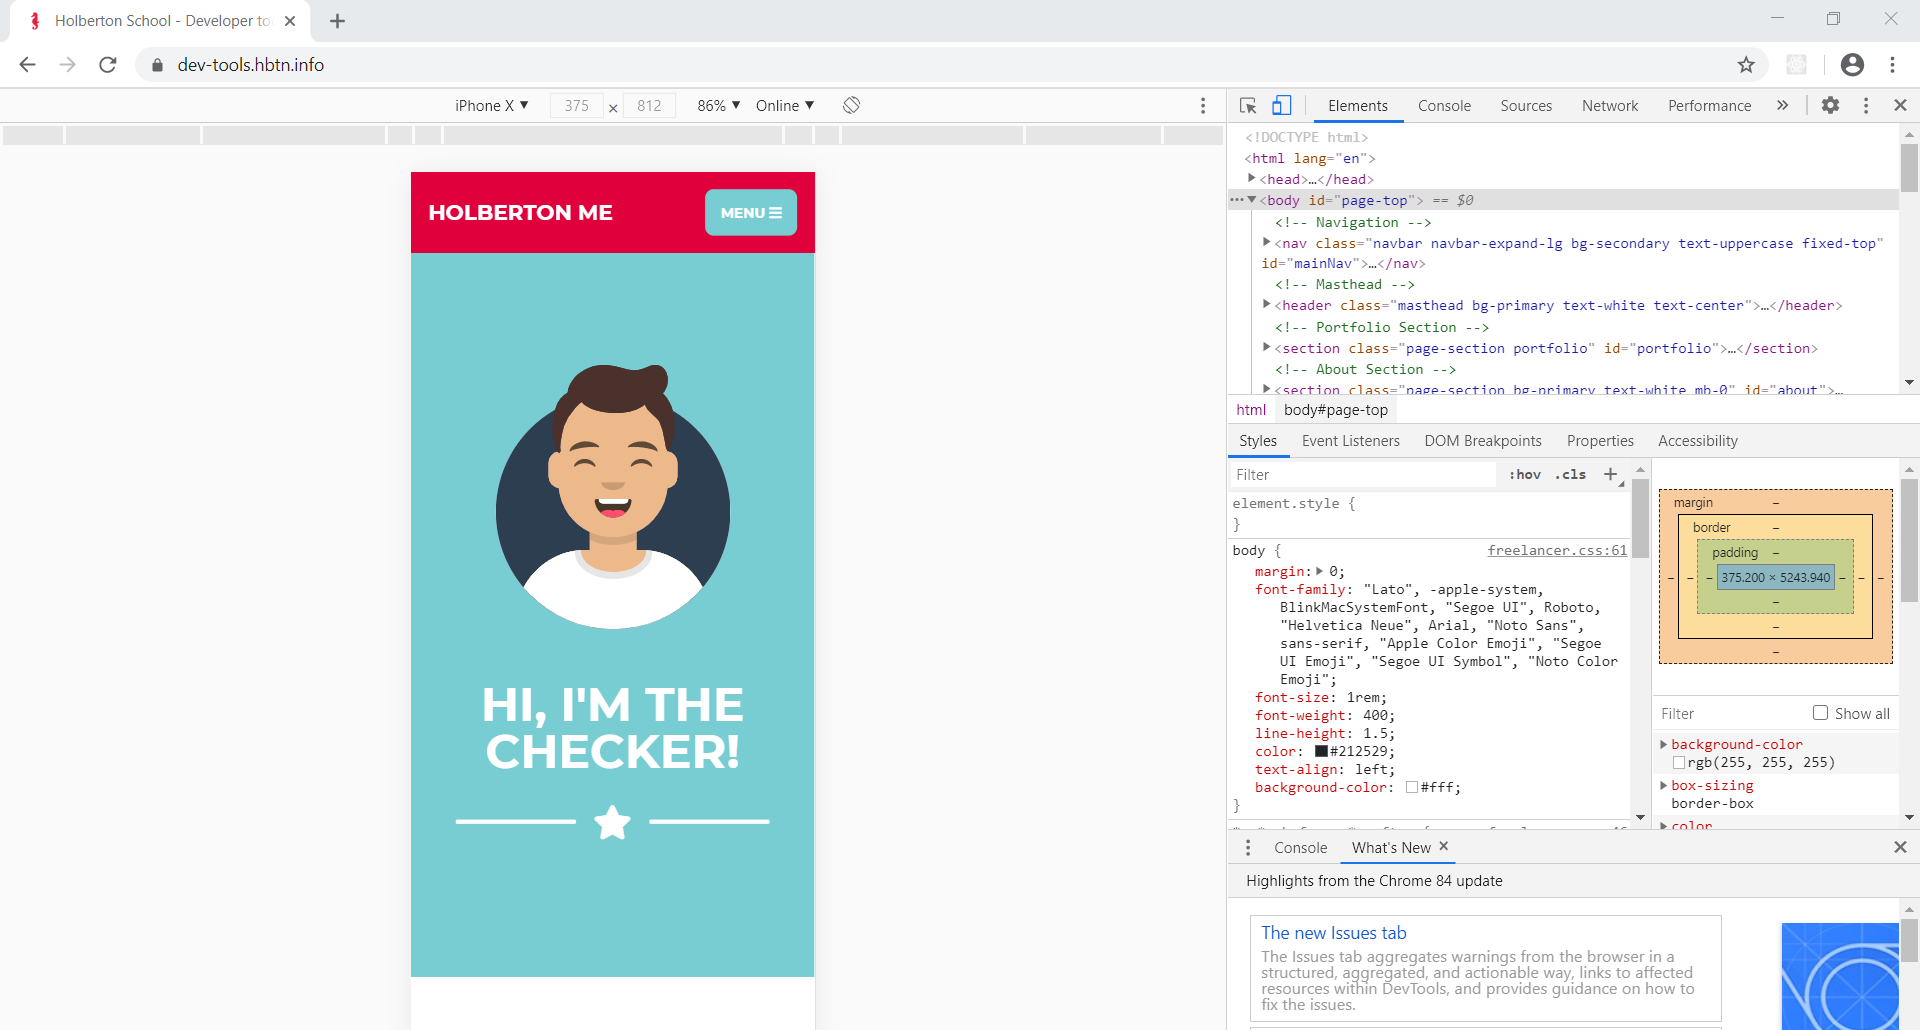 Holberton School - Developer to
dev-tools.hbtn.info
iPhone X ▼ 375 × 812 86% ▼ Online ▼
HOLBERTON ME
MENU
HI, I'M THE
CHECKER!
Elements Console Sources Network Performance »
<!DOCTYPE html>
<html lang="en">
<head>…</head>
<body id="page-top"> == $0
<!-- Navigation -->
<nav class="navbar navbar-expand-lg bg-secondary text-uppercase fixed-top"
id="mainNav">…</nav>
<!-- Masthead -->
<header class="masthead bg-primary text-white text-center">…</header>
<!-- Portfolio Section -->
<section class="page-section portfolio" id="portfolio">…</section>
<!-- About Section -->
<section class="page-section bg-primary text-white mb-0" id="about">…
html body#page-top
Styles Event Listeners DOM Breakpoints Properties Accessibility
Filter :hov .cls +
element.style {
}
body { freelancer.css:61
margin: 0;
font-family: "Lato", -apple-system,
BlinkMacSystemFont, "Segoe UI", Roboto,
"Helvetica Neue", Arial, "Noto Sans",
sans-serif, "Apple Color Emoji", "Segoe
UI Emoji", "Segoe UI Symbol", "Noto Color
Emoji";
font-size: 1rem;
font-weight: 400;
line-height: 1.5;
color: #212529;
text-align: left;
background-color: #fff;
}
margin –
border –
padding –
– – – 375.200 × 5243.940 – – –
–
–
–
Filter Show all
background-color
rgb(255, 255, 255)
box-sizing
border-box
color
Console What's New ×
Highlights from the Chrome 84 update
The new Issues tab
The Issues tab aggregates warnings from the browser in a
structured, aggregated, and actionable way, links to affected
resources within DevTools, and provides guidance on how to
fix the issues.